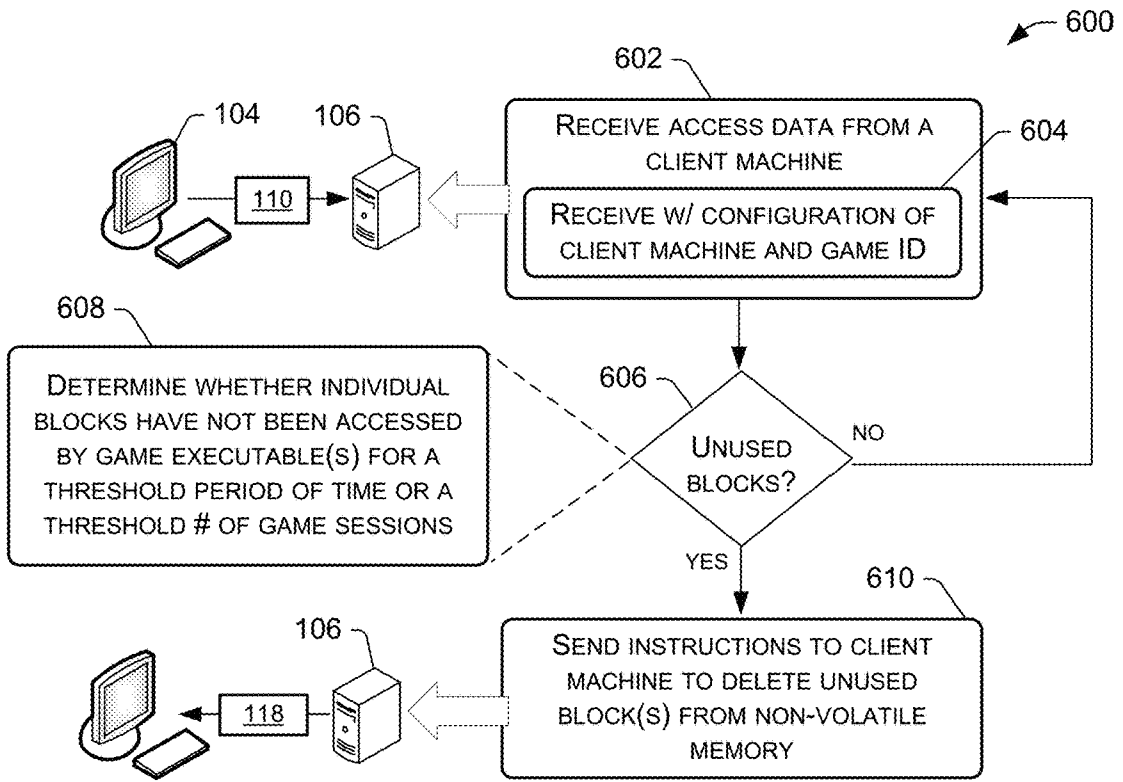 600
602
104
106
RECEIVE ACCESS DATA FROM A
CLIENT MACHINE
604
110
RECEIVE W/ CONFIGURATION OF
CLIENT MACHINE AND GAME ID
608
DETERMINE WHETHER INDIVIDUAL
BLOCKS HAVE NOT BEEN ACCESSED
BY GAME EXECUTABLE(S) FOR A
THRESHOLD PERIOD OF TIME OR A
THRESHOLD # OF GAME SESSIONS
606
UNUSED
BLOCKS?
NO
YES
610
106
SEND INSTRUCTIONS TO CLIENT
MACHINE TO DELETE UNUSED
BLOCK(S) FROM NON-VOLATILE
MEMORY
118